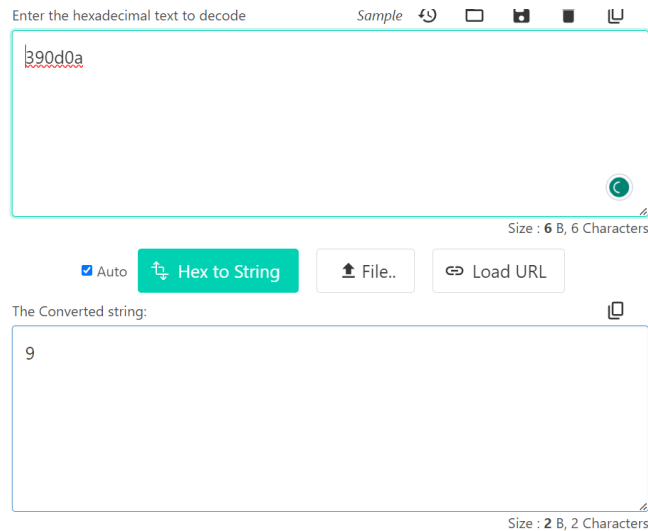 Enter the hexadecimal text to decode Sample
390d0a
Size : 6 B, 6 Characters
Auto Hex to String File.. Load URL
The Converted string:
9
Size : 2 B, 2 Characters